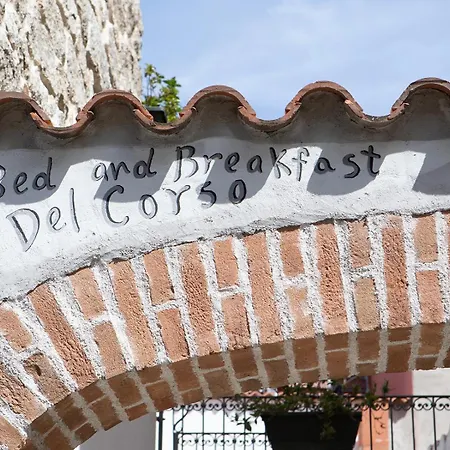 Bed and Breakfast
Del Corso